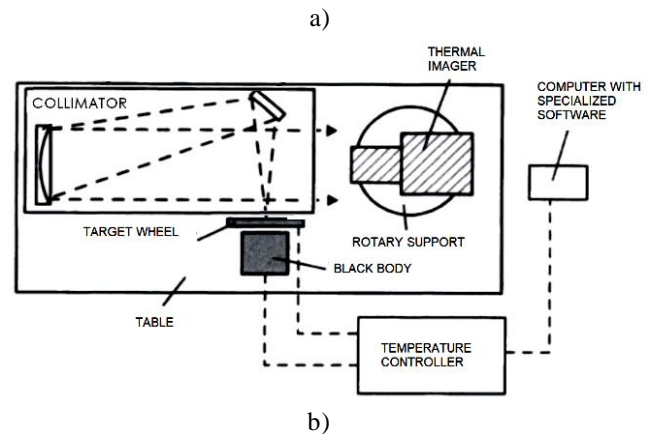 a)
THERMAL
IMAGER
COMPUTER WITH
SPECIALIZED
SOFTWARE
COLLIMATOR
TARGET WHEEL
ROTARY SUPPORT
BLACK BODY
TABLE
TEMPERATURE
CONTROLLER
b)